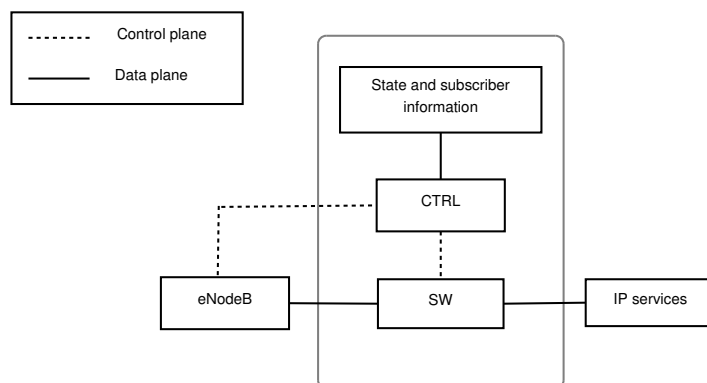 Control plane
Data plane
State and subscriber
information
CTRL
eNodeB
SW
IP services